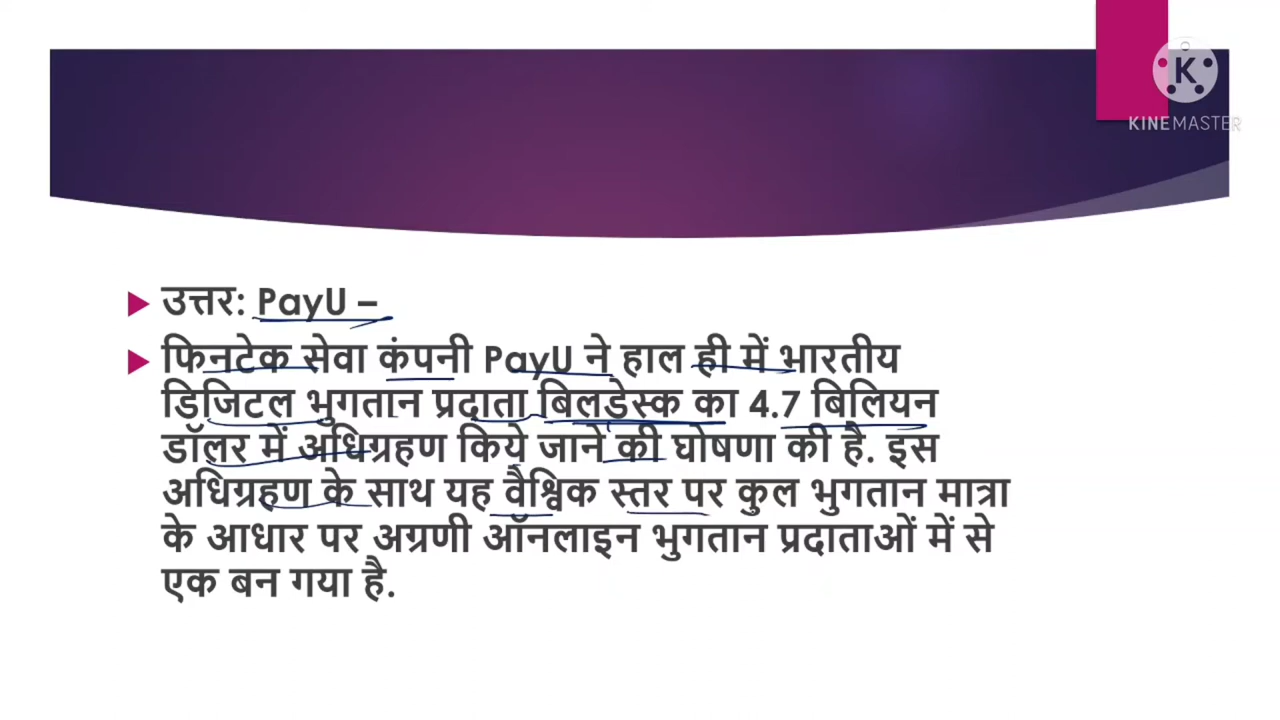 K
KINEMASTER
उत्तर: PayU –
फिनटेक सेवा कंपनी PayU ने हाल ही में भारतीय
डिजिटल भुगतान प्रदाता बिलडेस्क का 4.7 बिलियन
डॉलर में अधिग्रहण किये जाने की घोषणा की है. इस
अधिग्रहण के साथ यह वैश्विक स्तर पर कुल भुगतान मात्रा
के आधार पर अग्रणी ऑनलाइन भुगतान प्रदाताओं में से
एक बन गया है.